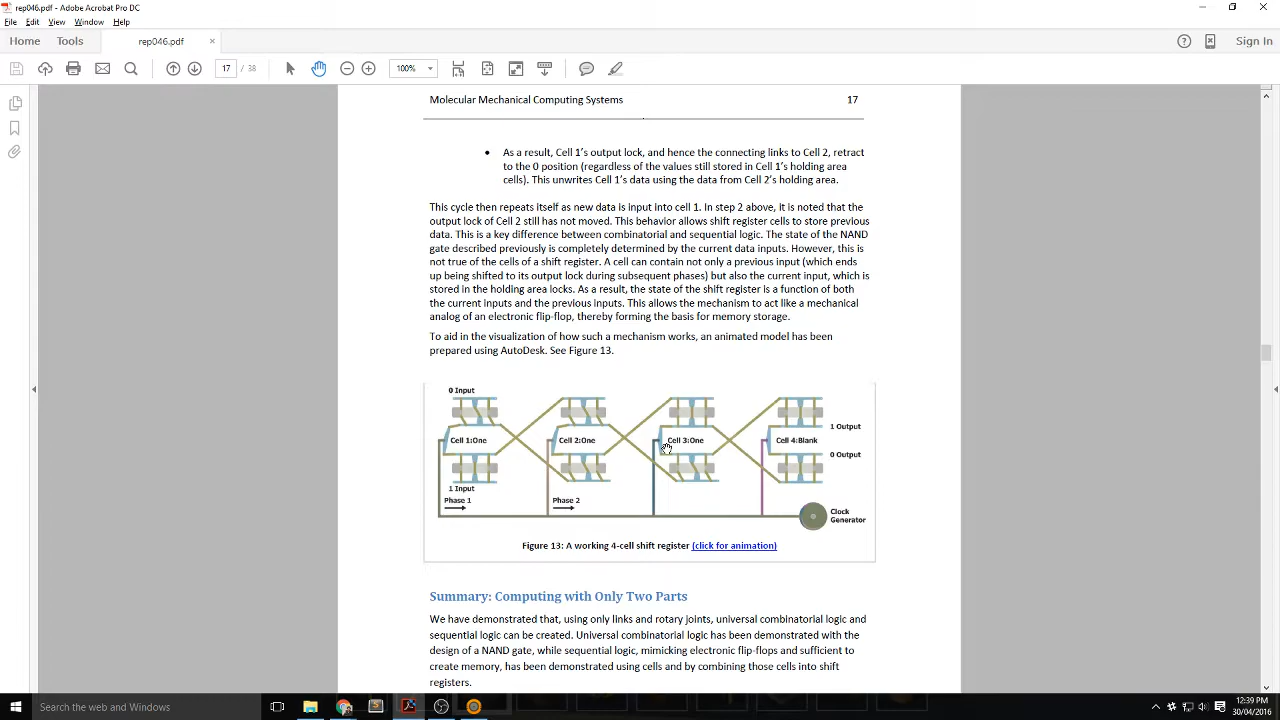 rep046.pdf - Adobe Acrobat Pro DC
File Edit View Window Help
Home Tools rep046.pdf × Sign In
17 / 38 100%
Molecular Mechanical Computing Systems 17
• As a result, Cell 1's output lock, and hence the connecting links to Cell 2, retract
to the 0 position (regardless of the values still stored in Cell 1's holding area
cells). This unwrites Cell 1's data using the data from Cell 2's holding area.
This cycle then repeats itself as new data is input into cell 1. In step 2 above, it is noted that the
output lock of Cell 2 still has not moved. This behavior allows shift register cells to store previous
data. This is a key difference between combinatorial and sequential logic. The state of the NAND
gate described previously is completely determined by the current data inputs. However, this is
not true of the cells of a shift register. A cell can contain not only a previous input (which ends
up being shifted to its output lock during subsequent phases) but also the current input, which is
stored in the holding area locks. As a result, the state of the shift register is a function of both
the current inputs and the previous inputs. This allows the mechanism to act like a mechanical
analog of an electronic flip-flop, thereby forming the basis for memory storage.
To aid in the visualization of how such a mechanism works, an animated model has been
prepared using AutoDesk. See Figure 13.
0 Input
1 Output
Cell 1:One Cell 2:One Cell 3:One Cell 4:Blank
0 Output
1 Input
Phase 1 Phase 2
Clock
Generator
Figure 13: A working 4-cell shift register (click for animation)
Summary: Computing with Only Two Parts
We have demonstrated that, using only links and rotary joints, universal combinatorial logic and
sequential logic can be created. Universal combinatorial logic has been demonstrated with the
design of a NAND gate, while sequential logic, mimicking electronic flip-flops and sufficient to
create memory, has been demonstrated using cells and by combining those cells into shift
registers.
Search the web and Windows
12:39 PM
30/04/2016